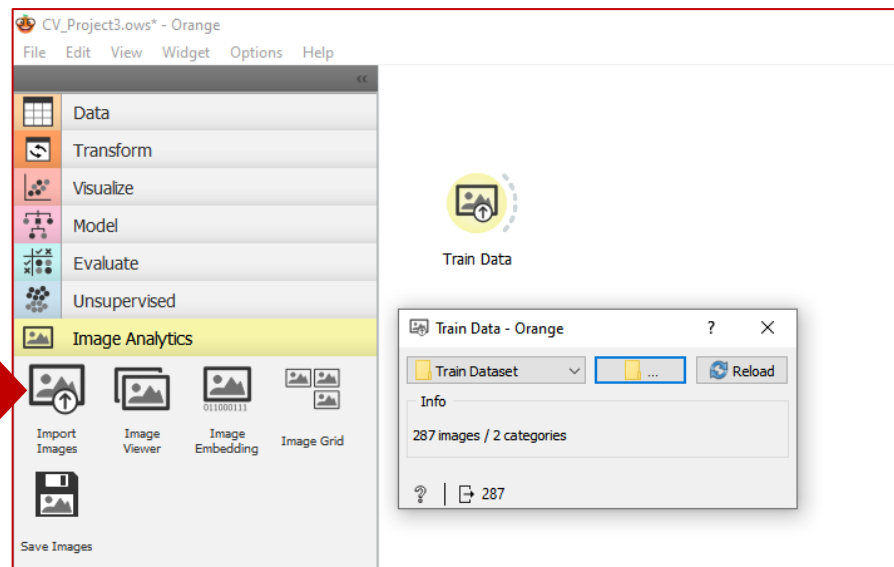 CV_Project3.ows* - Orange
File Edit View Widget Options Help
«
Data
Transform
Visualize
Model
Evaluate
Unsupervised
Image Analytics
Import Images
Image Viewer
011000111
Image Embedding
Image Grid
Save Images
Train Data
Train Data - Orange ? X
Train Dataset ... Reload
Info
287 images / 2 categories
? | 287